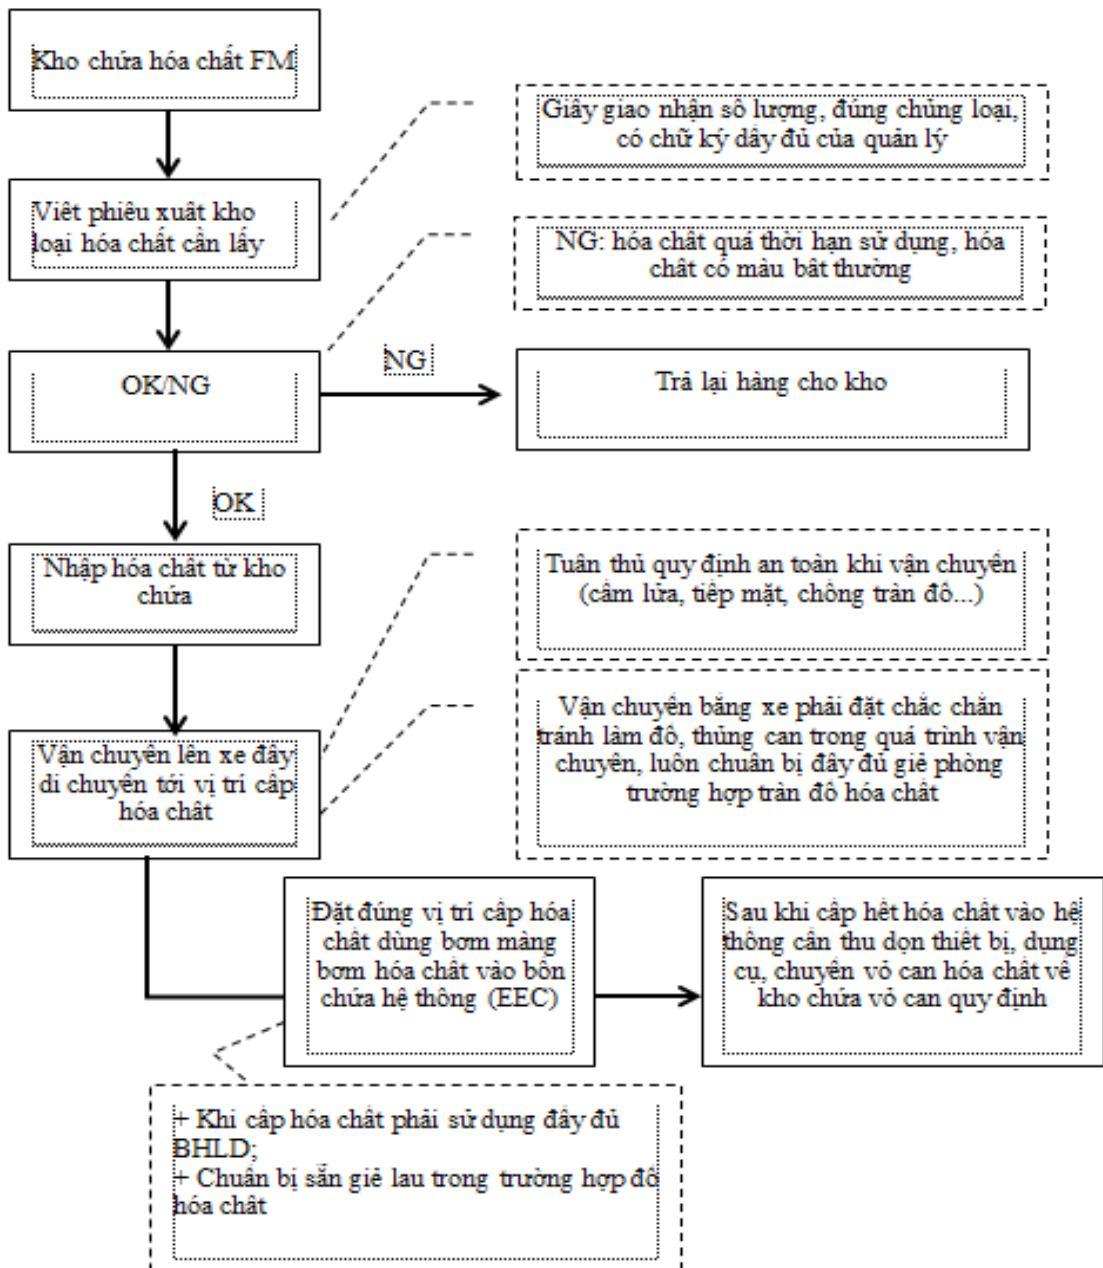 Kho chứa hóa chất FM
Giấy giao nhận số lượng, đúng chủng loại,
có chữ ký đầy đủ của quản lý
Viết phiếu xuất kho
loại hóa chất cần lấy
NG: hóa chất quá thời hạn sử dụng, hóa
chất có màu bất thường
OK/NG
NG
Trả lại hàng cho kho
OK
Nhập hóa chất từ kho
chứa
Tuân thủ quy định an toàn khi vận chuyển
(cấm lửa, tiếp mặt, chống tràn đổ...)
Vận chuyển bằng xe phải đặt chắc chắn
tránh làm đổ, thủng can trong quá trình vận
chuyển, luôn chuẩn bị đầy đủ giẻ phòng
trường hợp tràn đổ hóa chất
Vận chuyển lên xe đẩy
di chuyển tới vị trí cấp
hóa chất
Đặt đúng vị trí cấp hóa
chất dùng bơm màng
bơm hóa chất vào bồn
chứa hệ thống (EEC)
Sau khi cấp hết hóa chất vào hệ
thống cần thu dọn thiết bị, dụng
cụ, chuyển vỏ can hóa chất về
kho chứa vỏ can quy định
+ Khi cấp hóa chất phải sử dụng đầy đủ
BHLD;
+ Chuẩn bị sẵn giẻ lau trong trường hợp đổ
hóa chất